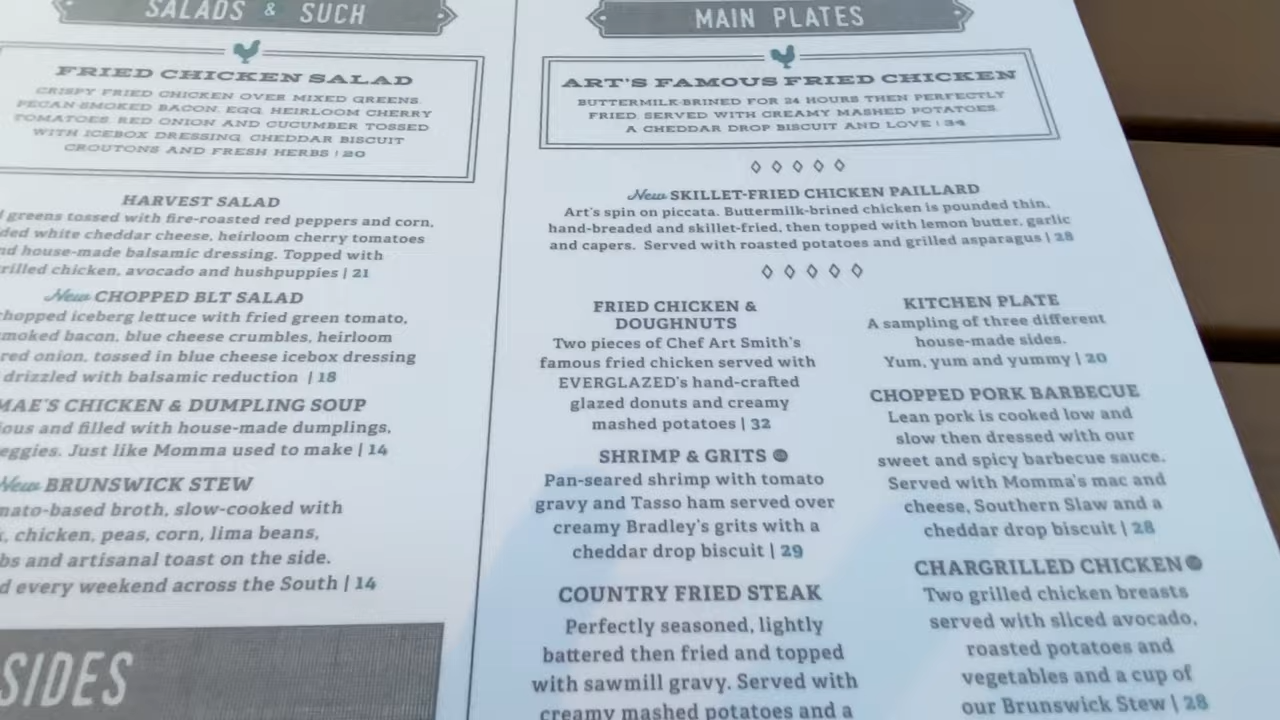 SALADS & SUCH
FRIED CHICKEN SALAD
CRISPY FRIED CHICKEN OVER MIXED GREENS,
PECAN-SMOKED BACON, EGG, HEIRLOOM CHERRY
TOMATOES, RED ONION AND CUCUMBER TOSSED
WITH ICEBOX DRESSING, CHEDDAR BISCUIT
CROUTONS AND FRESH HERBS | 20
HARVEST SALAD
greens tossed with fire-roasted red peppers and corn,
white cheddar cheese, heirloom cherry tomatoes
house-made balsamic dressing. Topped with
chicken, avocado and hushpuppies | 21
New CHOPPED BLT SALAD
iceberg lettuce with fried green tomato,
bacon, blue cheese crumbles, heirloom
red onion, tossed in blue cheese icebox dressing
drizzled with balsamic reduction | 18
MAE'S CHICKEN & DUMPLING SOUP
and filled with house-made dumplings,
Just like Momma used to make | 14
New BRUNSWICK STEW
broth, slow-cooked with
chicken, peas, corn, lima beans,
and artisanal toast on the side.
every weekend across the South | 14
SIDES
MAIN PLATES
ART'S FAMOUS FRIED CHICKEN
BUTTERMILK-BRINED FOR 24 HOURS THEN PERFECTLY
FRIED. SERVED WITH CREAMY MASHED POTATOES,
A CHEDDAR DROP BISCUIT AND LOVE | 34
New SKILLET-FRIED CHICKEN PAILLARD
Art's spin on piccata. Buttermilk-brined chicken is pounded thin,
hand-breaded and skillet-fried, then topped with lemon butter, garlic
and capers. Served with roasted potatoes and grilled asparagus | 28
FRIED CHICKEN &
DOUGHNUTS
Two pieces of Chef Art Smith's
famous fried chicken served with
EVERGLAZED's hand-crafted
glazed donuts and creamy
mashed potatoes | 32
SHRIMP & GRITS
Pan-seared shrimp with tomato
gravy and Tasso ham served over
creamy Bradley's grits with a
cheddar drop biscuit | 29
COUNTRY FRIED STEAK
Perfectly seasoned, lightly
battered then fried and topped
with sawmill gravy. Served with
creamy mashed potatoes and a
KITCHEN PLATE
A sampling of three different
house-made sides.
Yum, yum and yummy | 20
CHOPPED PORK BARBECUE
Lean pork is cooked low and
slow then dressed with our
sweet and spicy barbecue sauce.
Served with Momma's mac and
cheese, Southern Slaw and a
cheddar drop biscuit | 28
CHARGRILLED CHICKEN
Two grilled chicken breasts
served with sliced avocado,
roasted potatoes and
vegetables and a cup of
our Brunswick Stew | 28